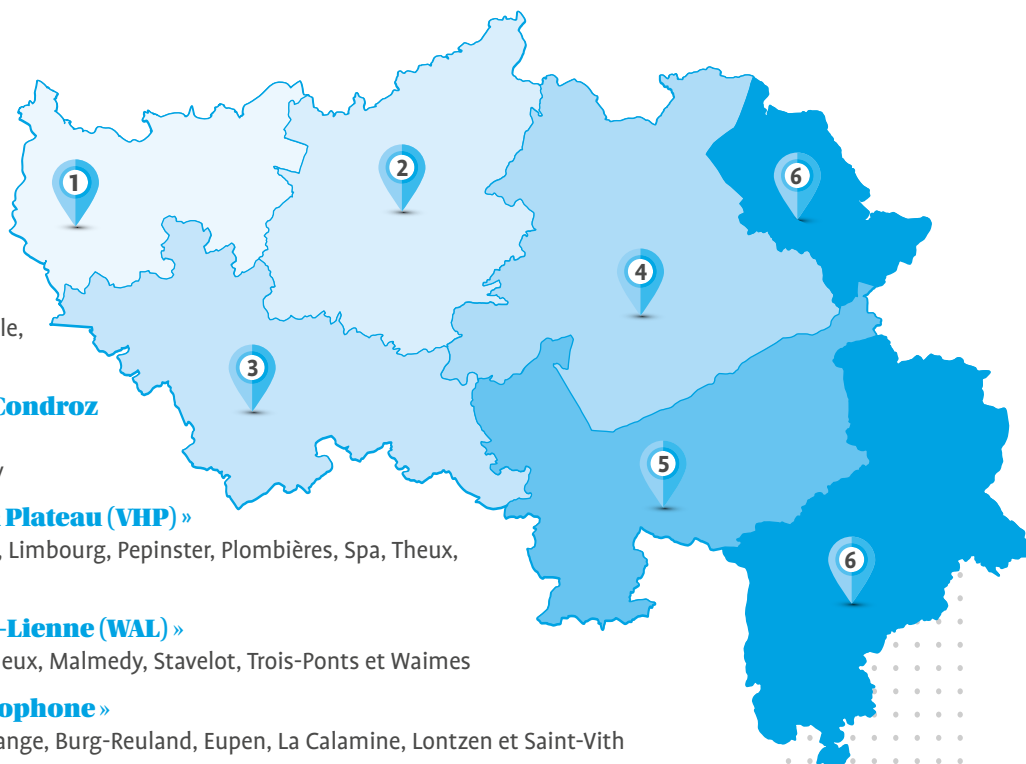 1
2
6
4
3
5
6
le,
Condroz
Plateau (VHP) »
, Limbourg, Pepinster, Plombières, Spa, Theux,
-Lienne (WAL) »
eux, Malmedy, Stavelot, Trois-Ponts et Waimes
ophone »
ange, Burg-Reuland, Eupen, La Calamine, Lontzen et Saint-Vith